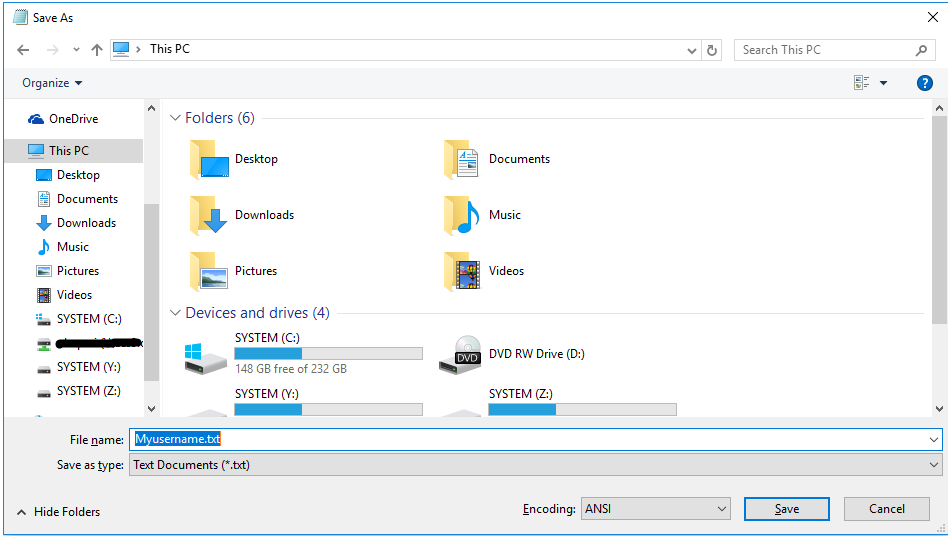 Save As
This PC
Search This PC
Organize
?
OneDrive
This PC
Desktop
Documents
Downloads
Music
Pictures
Videos
SYSTEM (C:)
SYSTEM (Y:)
SYSTEM (Z:)
Folders (6)
Desktop
Documents
Downloads
Music
Pictures
Videos
Devices and drives (4)
SYSTEM (C:)
148 GB free of 232 GB
DVD
DVD RW Drive (D:)
SYSTEM (Y:)
SYSTEM (Z:)
File name: Myusername.txt
Save as type: Text Documents (*.txt)
Hide Folders
Encoding: ANSI
Save
Cancel